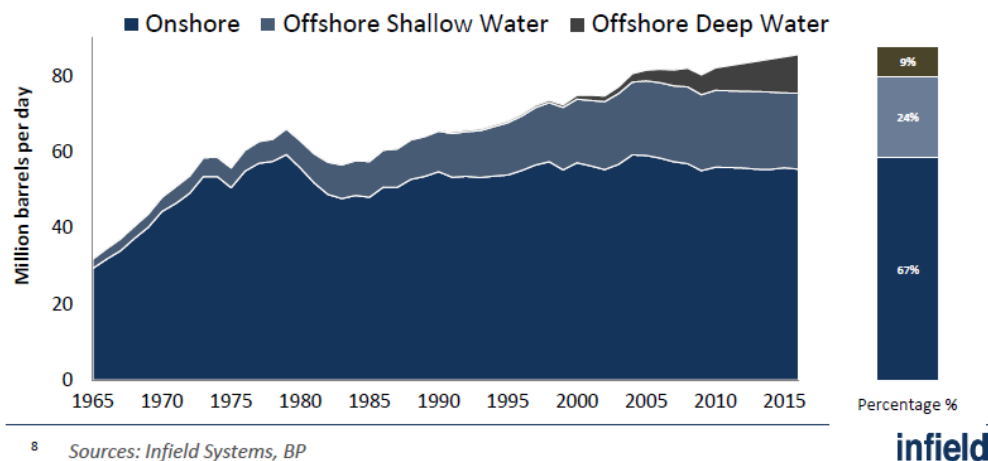 Onshore Offshore Shallow Water Offshore Deep Water
Million barrels per day
80
60
40
20
0
1965 1970 1975 1980 1985 1990 1995 2000 2005 2010 2015
9%
24%
67%
Percentage %
8 Sources: Infield Systems, BP
infield